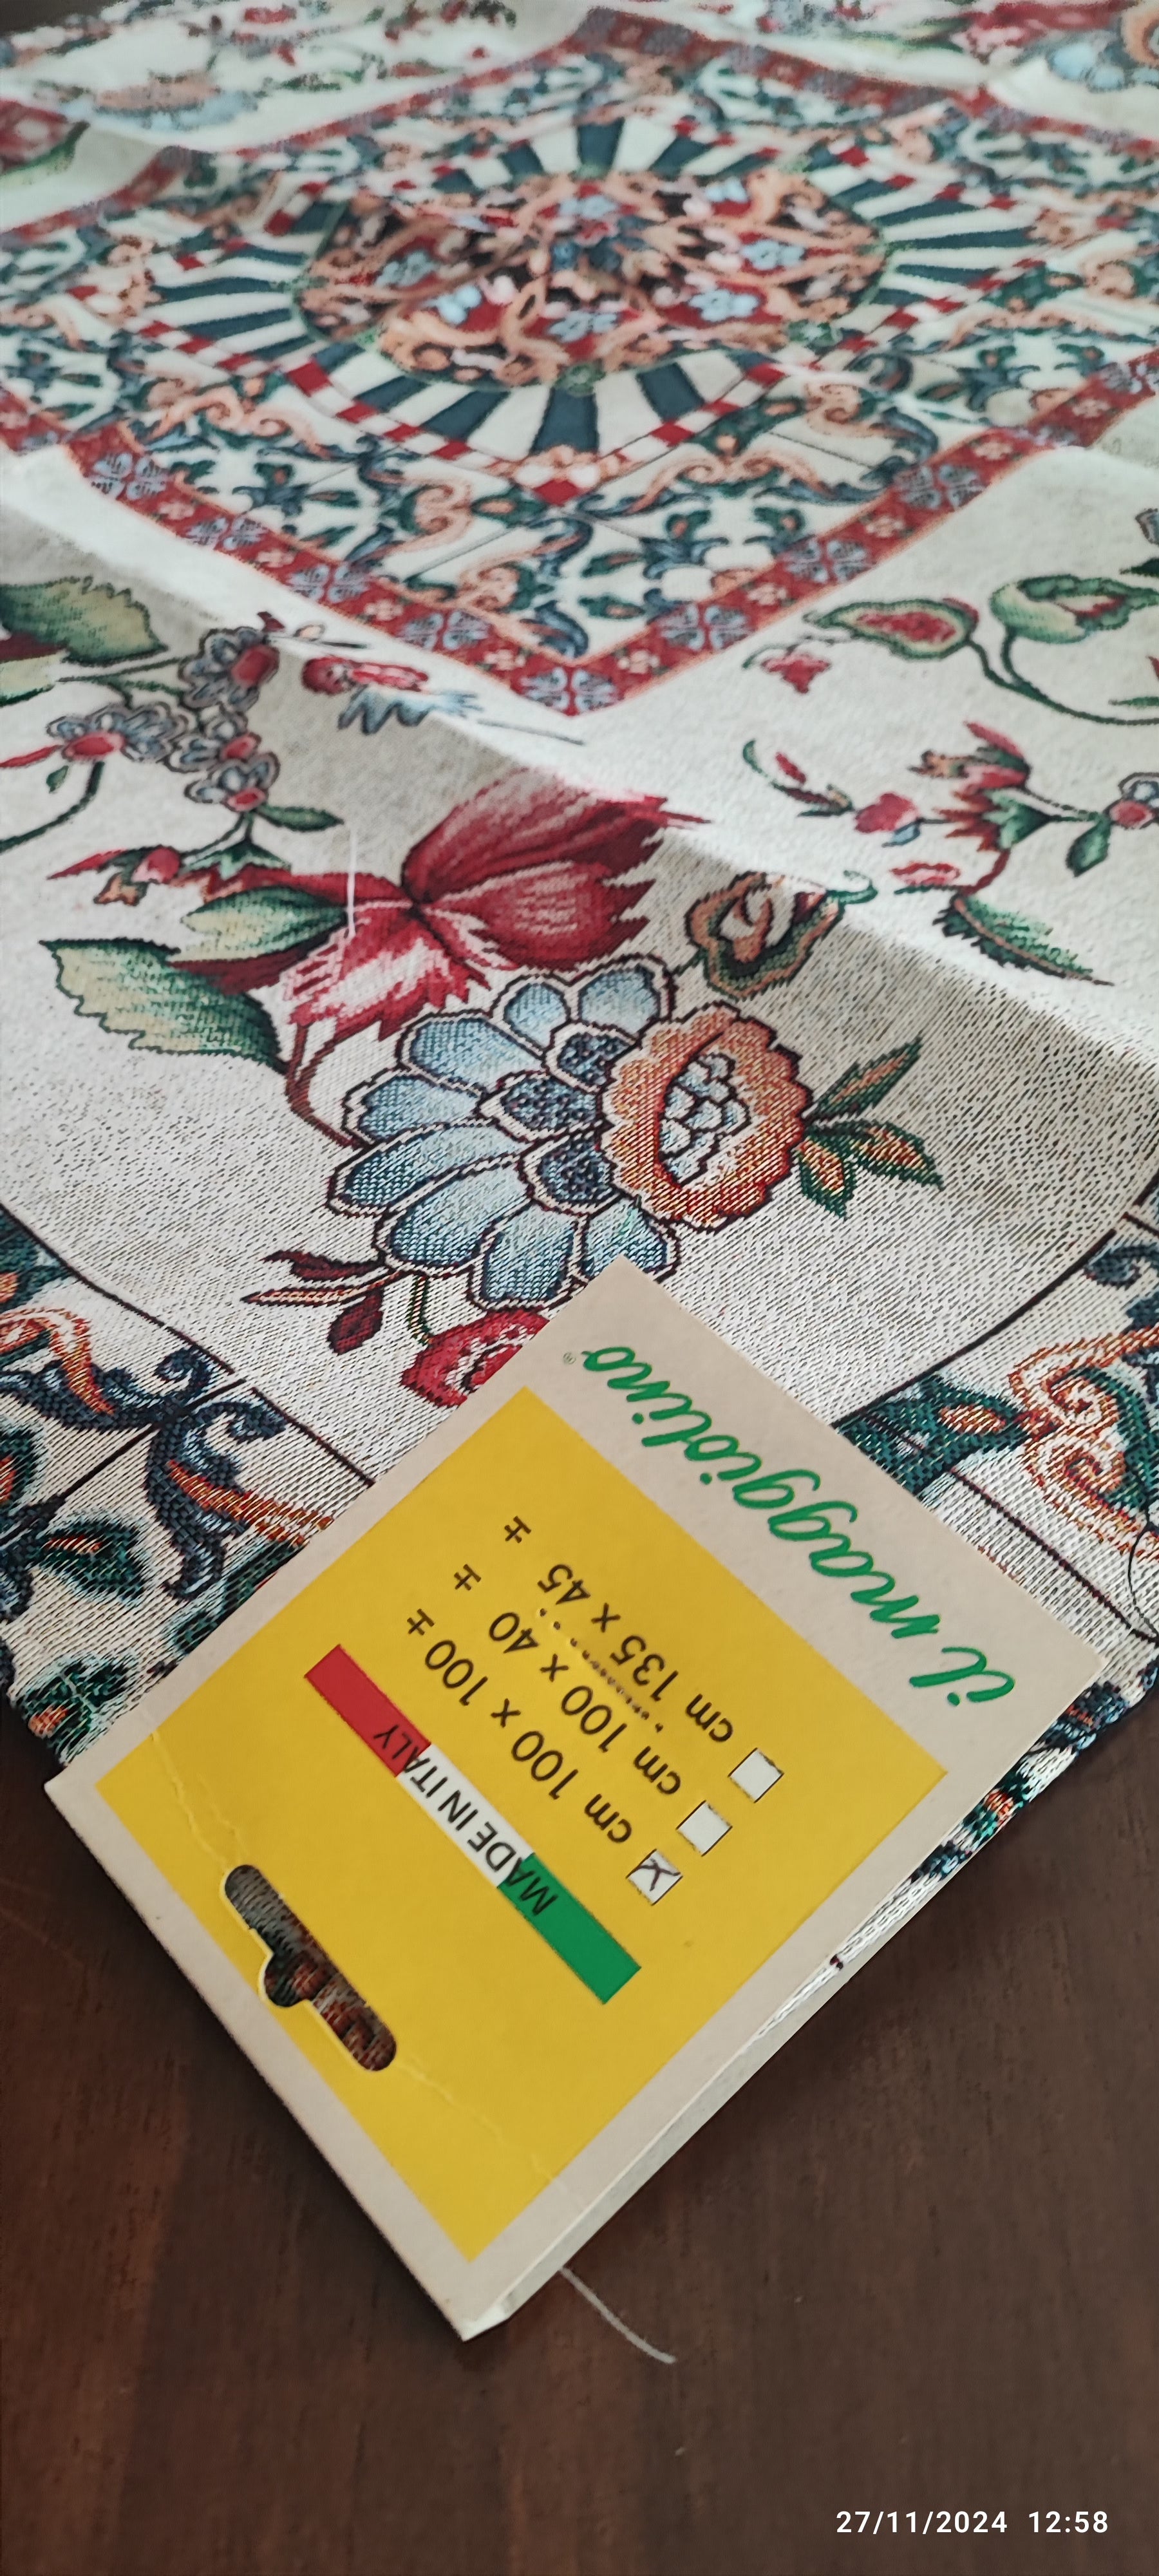 il maggiolino®
cm 135 x 45 ±
cm 100 x 40 ±
cm 100 x 100 ±
MADE IN ITALY
27/11/2024 12:58